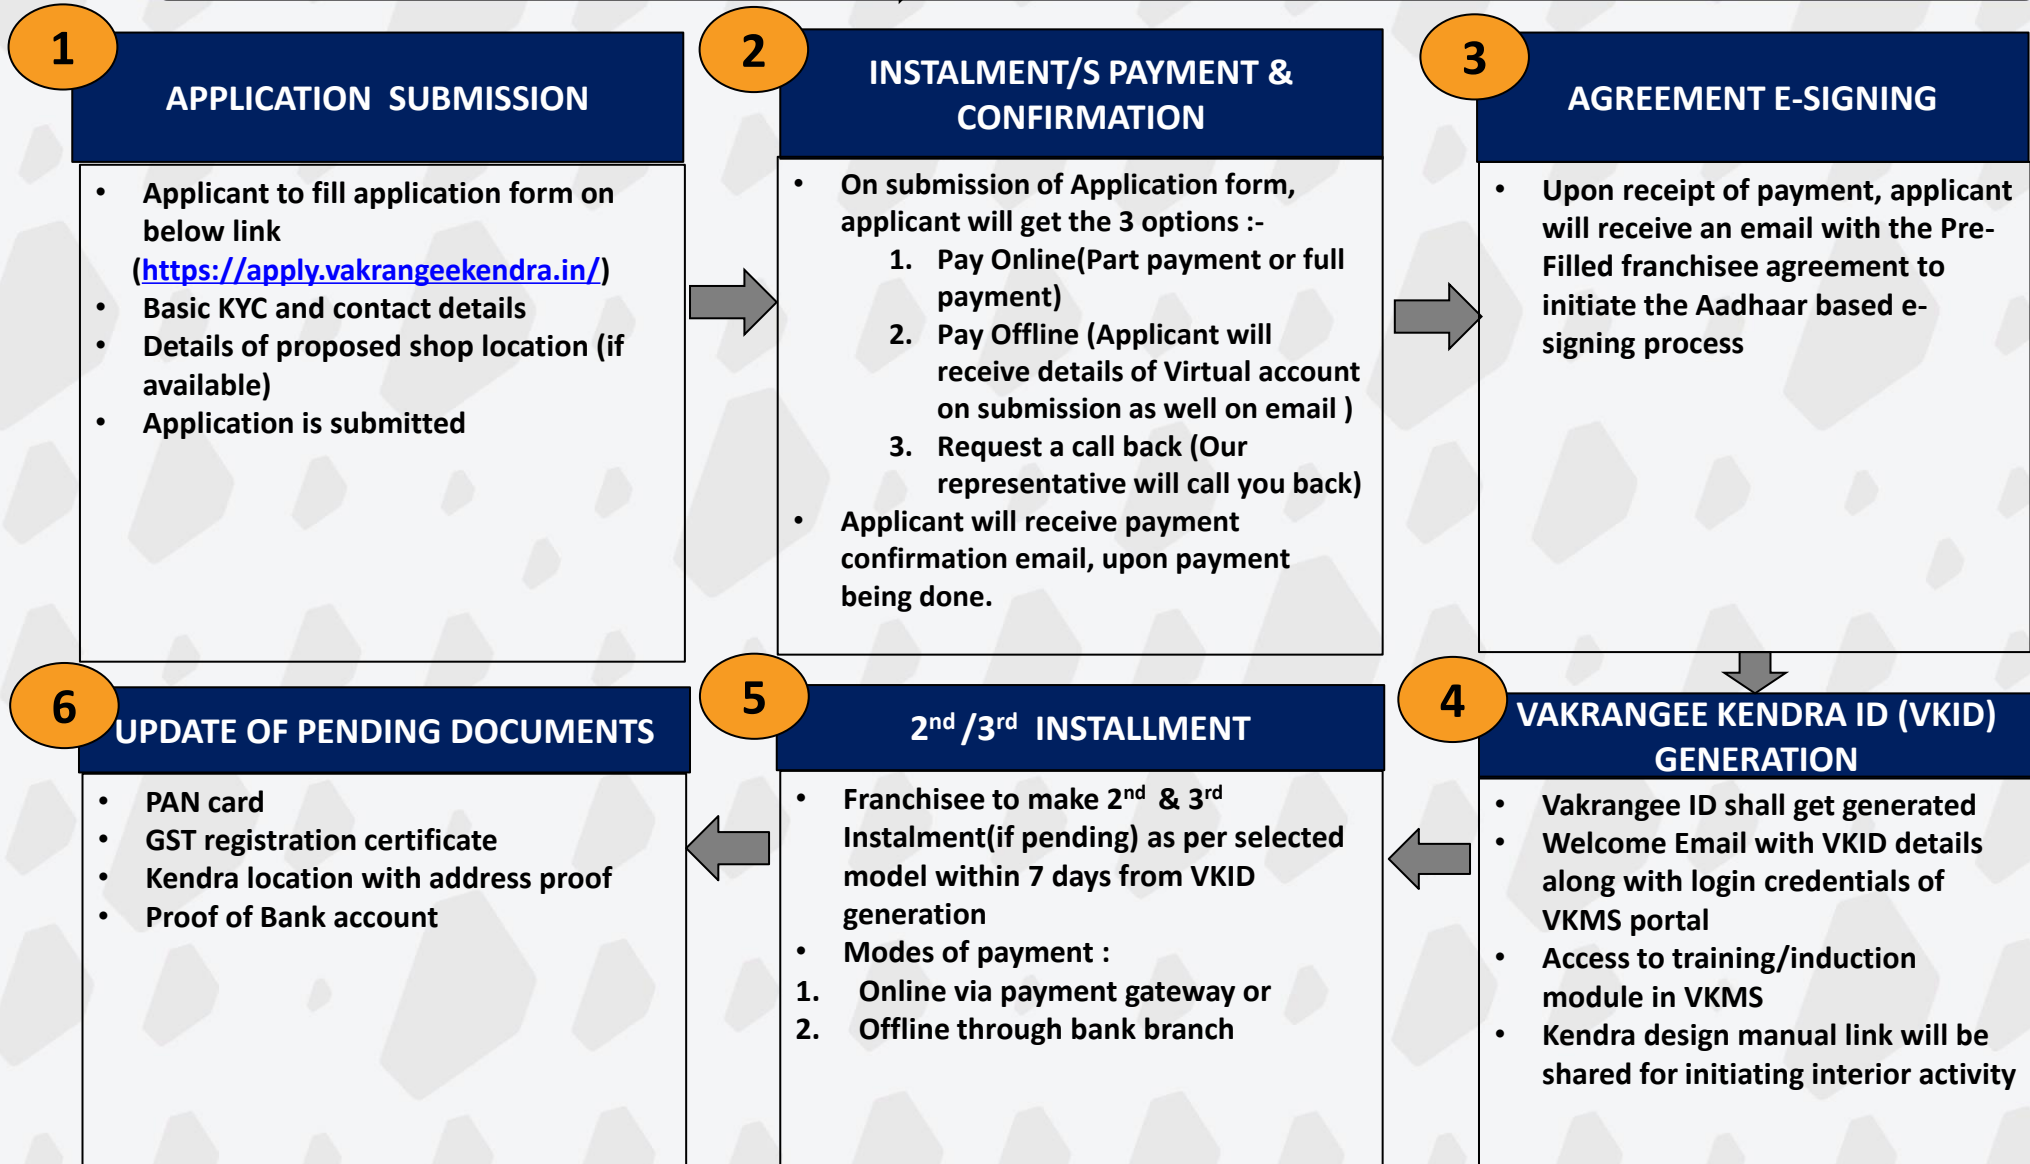 1
APPLICATION SUBMISSION
• Applicant to fill application form on
below link
(https://apply.vakrangeekendra.in/)
• Basic KYC and contact details
• Details of proposed shop location (if
available)
• Application is submitted
2
INSTALMENT/S PAYMENT &
CONFIRMATION
• On submission of Application form,
applicant will get the 3 options :-
1. Pay Online(Part payment or full
payment)
2. Pay Offline (Applicant will
receive details of Virtual account
on submission as well on email )
3. Request a call back (Our
representative will call you back)
• Applicant will receive payment
confirmation email, upon payment
being done.
3
AGREEMENT E-SIGNING
• Upon receipt of payment, applicant
will receive an email with the Pre-
Filled franchisee agreement to
initiate the Aadhaar based e-
signing process
4
VAKRANGEE KENDRA ID (VKID)
GENERATION
• Vakrangee ID shall get generated
• Welcome Email with VKID details
along with login credentials of
VKMS portal
• Access to training/induction
module in VKMS
• Kendra design manual link will be
shared for initiating interior activity
5
2nd /3rd INSTALLMENT
• Franchisee to make 2nd & 3rd
Instalment(if pending) as per selected
model within 7 days from VKID
generation
• Modes of payment :
1. Online via payment gateway or
2. Offline through bank branch
6
UPDATE OF PENDING DOCUMENTS
• PAN card
• GST registration certificate
• Kendra location with address proof
• Proof of Bank account